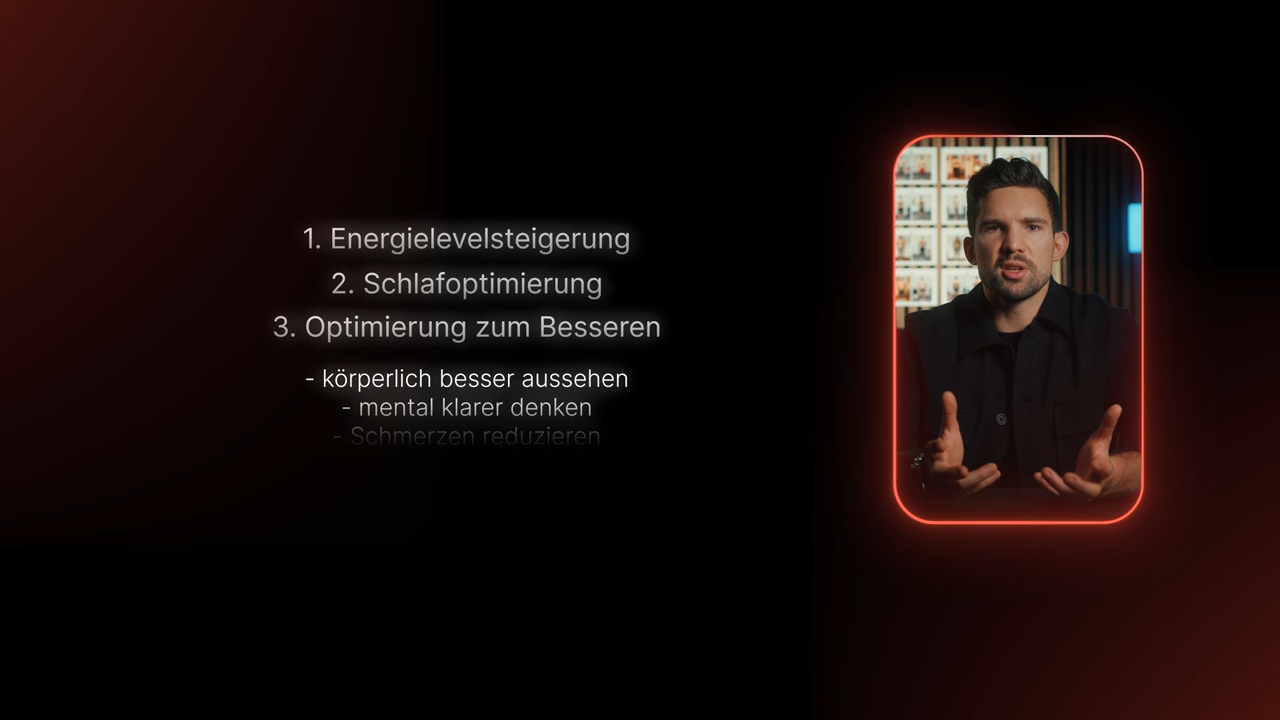 1. Energielevelsteigerung
2. Schlafoptimierung
3. Optimierung zum Besseren
- körperlich besser aussehen
- mental klarer denken
- Schmerzen reduzieren